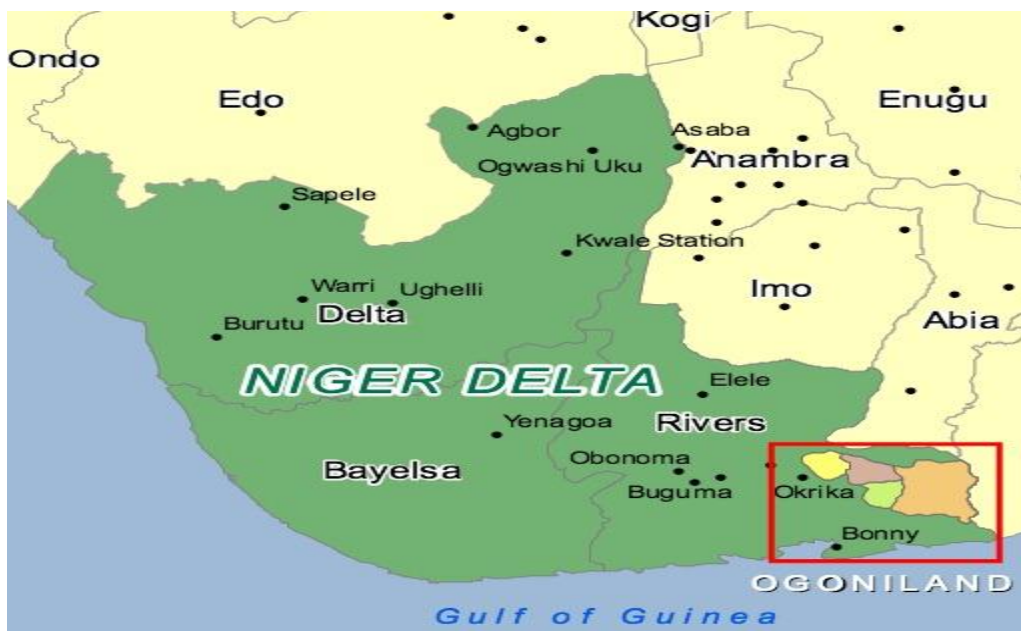 Kogi
Ondo
Edo
Enugu
Agbor
Asaba
Anambra
Ogwashi Uku
Sapele
Kwale Station
Warri
Ughelli
Imo
Delta
Abia
Burutu
NIGER DELTA
Elele
Rivers
Yenagoa
Bayelsa
Obonoma
Buguma
Okrika
Bonny
OGONILAND
Gulf of Guinea